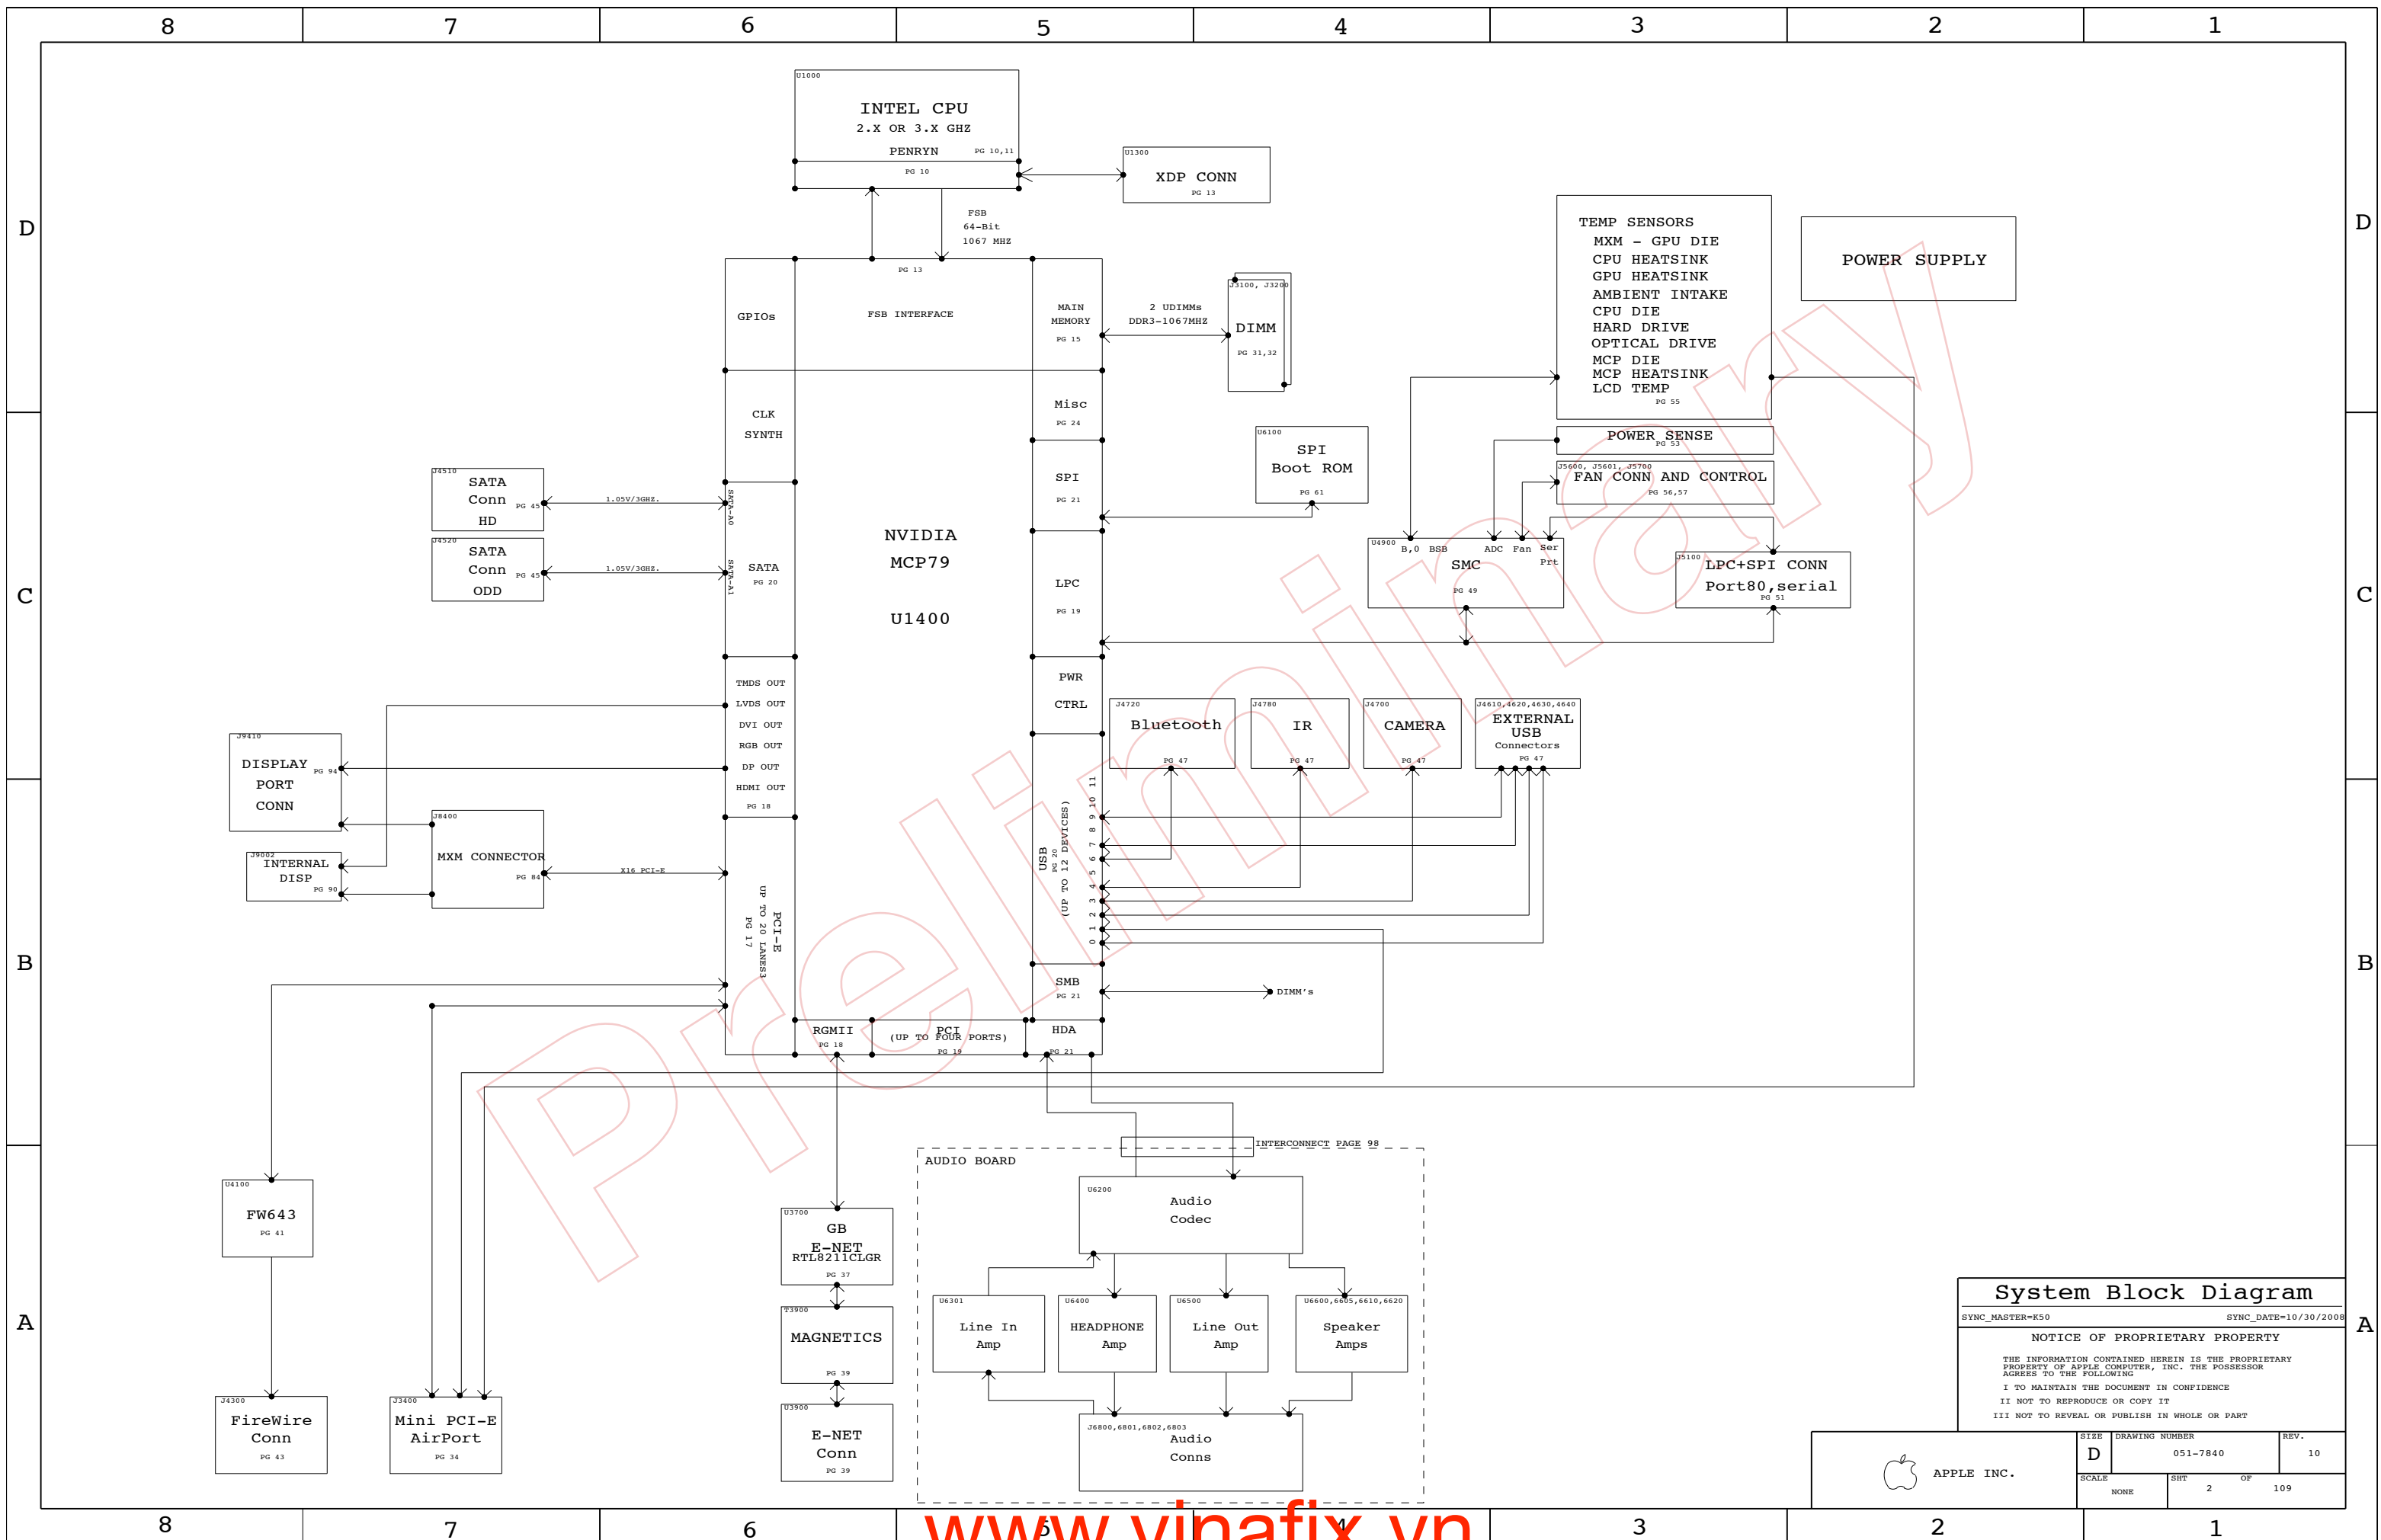 8 7 6 5 4 3 2 1
D
C
B
A
D
C
B
A
U1000
INTEL CPU
2.X OR 3.X GHZ
PENRYN
PG 10,11
PG 10
U1300
XDP CONN
PG 13
FSB
64-Bit
1067 MHZ
PG 13
GPIOs
FSB INTERFACE
MAIN
MEMORY
PG 15
2 UDIMMs
DDR3-1067MHZ
J3100, J3200
DIMM
PG 31,32
TEMP SENSORS
MXM - GPU DIE
CPU HEATSINK
GPU HEATSINK
AMBIENT INTAKE
CPU DIE
HARD DRIVE
OPTICAL DRIVE
MCP DIE
MCP HEATSINK
LCD TEMP
PG 55
POWER SUPPLY
CLK
SYNTH
Misc
PG 24
SPI
PG 21
U6100
SPI
Boot ROM
PG 61
POWER SENSE
PG 53
J5600, J5601, J5700
FAN CONN AND CONTROL
PG 56,57
J4510
SATA
Conn
HD
PG 45
1.05V/3GHZ.
SATA-A0
J4520
SATA
Conn
ODD
PG 45
1.05V/3GHZ.
SATA-A1
SATA
PG 20
NVIDIA
MCP79
U1400
LPC
PG 19
U4900
B,0 BSB
ADC Fan
Ser
Prt
SMC
PG 49
J5100
LPC+SPI CONN
Port80,serial
PG 51
TMDS OUT
LVDS OUT
DVI OUT
RGB OUT
DP OUT
HDMI OUT
PG 18
PWR
CTRL
J4720
Bluetooth
PG 47
J4780
IR
PG 47
J4700
CAMERA
PG 47
J4610,4620,4630,4640
EXTERNAL
USB
Connectors
PG 47
J9410
DISPLAY
PORT
CONN
PG 94
J8400
MXM CONNECTOR
PG 84
J9002
INTERNAL
DISP
PG 90
X16 PCI-E
PCI-E
UP TO 20 LANES3
PG 17
USB
PG 20
(UP TO 12 DEVICES)
0 1 2 3 4 5 6 7 8 9 10 11
SMB
PG 21
DIMM's
RGMII
PG 18
PCI
(UP TO FOUR PORTS)
PG 19
HDA
PG 21
INTERCONNECT PAGE 98
AUDIO BOARD
U6200
Audio
Codec
U4100
FW643
PG 41
U3700
GB
E-NET
RTL8211CLGR
PG 37
T3900
MAGNETICS
PG 39
U3900
E-NET
Conn
PG 39
U6301
Line In
Amp
U6400
HEADPHONE
Amp
U6500
Line Out
Amp
U6600,6605,6610,6620
Speaker
Amps
J6800,6801,6802,6803
Audio
Conns
J4300
FireWire
Conn
PG 43
J3400
Mini PCI-E
AirPort
PG 34
Preliminary
System Block Diagram
SYNC_MASTER=K50
SYNC_DATE=10/30/2008
NOTICE OF PROPRIETARY PROPERTY
THE INFORMATION CONTAINED HEREIN IS THE PROPRIETARY
PROPERTY OF APPLE COMPUTER, INC. THE POSSESSOR
AGREES TO THE FOLLOWING
I TO MAINTAIN THE DOCUMENT IN CONFIDENCE
II NOT TO REPRODUCE OR COPY IT
III NOT TO REVEAL OR PUBLISH IN WHOLE OR PART
APPLE INC.
SIZE
D
DRAWING NUMBER
051-7840
REV.
10
SCALE
NONE
SHT
2
OF
109
8 7 6 5 4 3 2 1
www.vinafix.vn